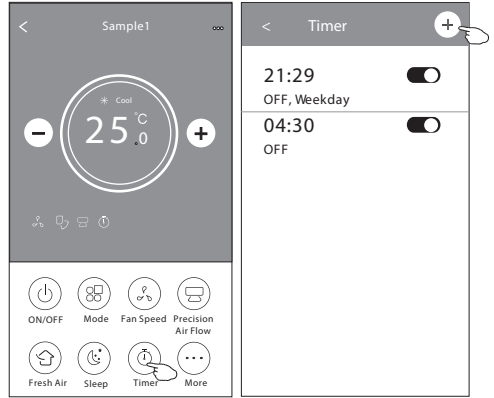 Sample1
Cool
25.0°C
ON/OFF
Mode
Fan Speed
Precision
Air Flow
Fresh Air
Sleep
Timer
More
Timer
21:29
OFF, Weekday
04:30
OFF